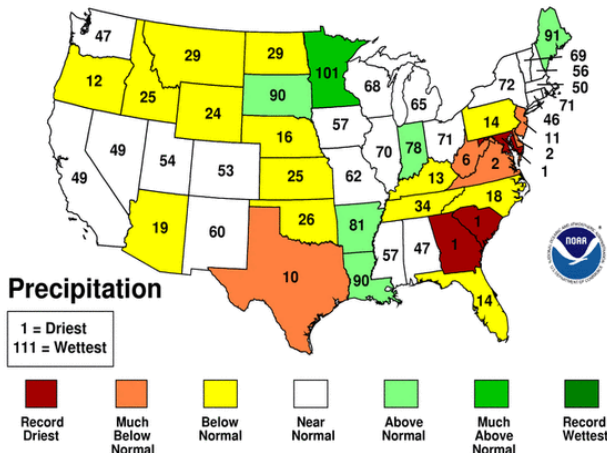 47
29
29
101
91
12
25
24
90
68
65
72
69
56
50
71
46
11
2
1
49
49
54
53
16
57
70
78
71
14
6
2
25
62
13
18
19
60
26
81
34
1
1
10
57
47
90
14
NOAA
Precipitation
1 = Driest
111 = Wettest
Record
Driest
Much
Below
Normal
Below
Normal
Near
Normal
Above
Normal
Much
Above
Normal
Record
Wettest